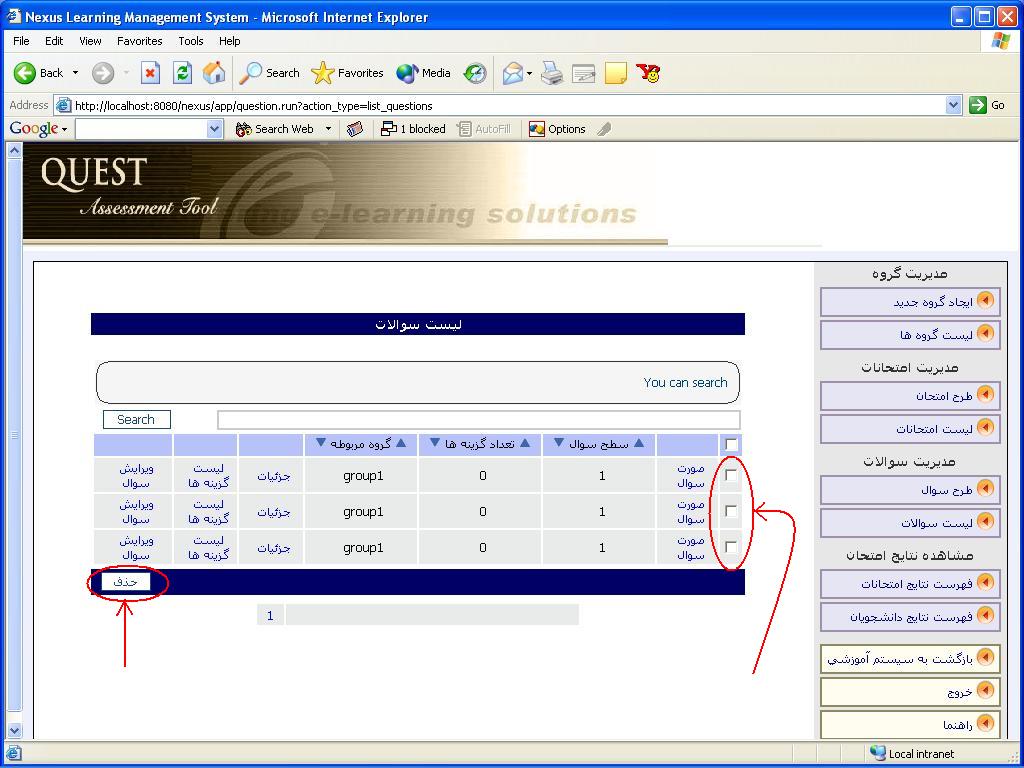 Nexus Learning Management System - Microsoft Internet Explorer
File Edit View Favorites Tools Help
Back Search Favorites Media
Address http://localhost:8080/nexus/app/question.run?action_type=list_questions Go
Google Search Web 1 blocked AutoFill Options
QUEST
Assessment Tool
e-learning solutions
مدیریت گروه
ایجاد گروه جدید
لیست گروه ها
مدیریت امتحانات
طرح امتحان
لیست امتحانات
مدیریت سوالات
طرح سوال
لیست سوالات
مشاهده نتایج امتحان
فهرست نتایج امتحانات
فهرست نتایج دانشجویان
بازگشت به سیستم آموزشي
خروج
راهنما
لیست سوالات
You can search
Search
سطح سوال ▼ ▲ تعداد گزینه ها ▼ ▲ گروه مربوطه ▼ ▲
صورت سوال 1 0 group1 جزئیات لیست گزینه ها ویرایش سوال
صورت سوال 1 0 group1 جزئیات لیست گزینه ها ویرایش سوال
صورت سوال 1 0 group1 جزئیات لیست گزینه ها ویرایش سوال
حذف
1
Local intranet